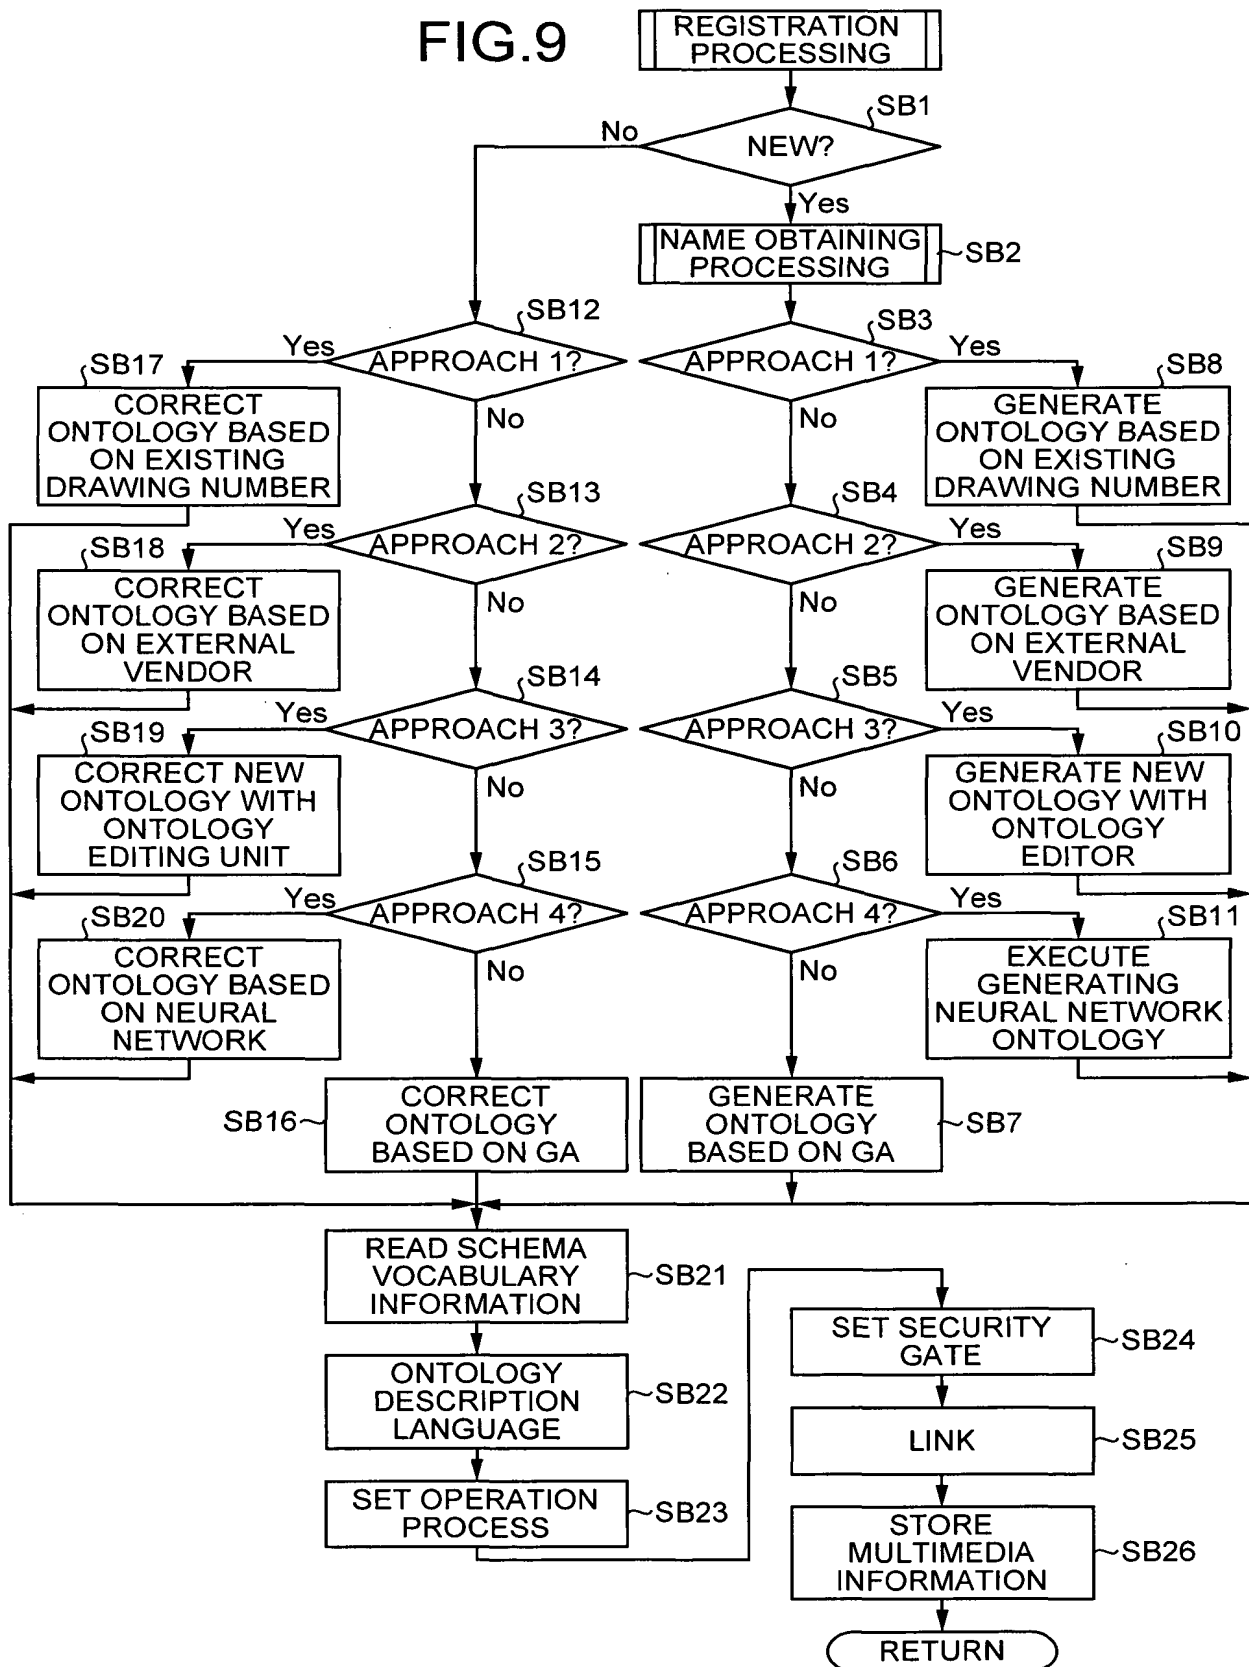 FIG.9
REGISTRATION
PROCESSING
SB1
No
NEW?
Yes
NAME OBTAINING
PROCESSING
SB2
SB12
SB3
Yes
APPROACH 1?
APPROACH 1?
Yes
SB17
SB8
CORRECT
ONTOLOGY BASED
ON EXISTING
DRAWING NUMBER
No
No
GENERATE
ONTOLOGY BASED
ON EXISTING
DRAWING NUMBER
SB13
SB4
Yes
APPROACH 2?
APPROACH 2?
Yes
SB18
SB9
CORRECT
ONTOLOGY BASED
ON EXTERNAL
VENDOR
No
No
GENERATE
ONTOLOGY BASED
ON EXTERNAL
VENDOR
SB14
SB5
Yes
APPROACH 3?
APPROACH 3?
Yes
SB19
SB10
CORRECT NEW
ONTOLOGY WITH
ONTOLOGY
EDITING UNIT
No
No
GENERATE NEW
ONTOLOGY WITH
ONTOLOGY
EDITOR
SB15
SB6
Yes
APPROACH 4?
APPROACH 4?
Yes
SB20
SB11
CORRECT
ONTOLOGY BASED
ON NEURAL
NETWORK
No
No
EXECUTE
GENERATING
NEURAL NETWORK
ONTOLOGY
SB16
CORRECT
ONTOLOGY
BASED ON GA
GENERATE
ONTOLOGY
BASED ON GA
SB7
READ SCHEMA
VOCABULARY
INFORMATION
SB21
ONTOLOGY
DESCRIPTION
LANGUAGE
SB22
SET OPERATION
PROCESS
SB23
SET SECURITY
GATE
SB24
LINK
SB25
STORE
MULTIMEDIA
INFORMATION
SB26
RETURN